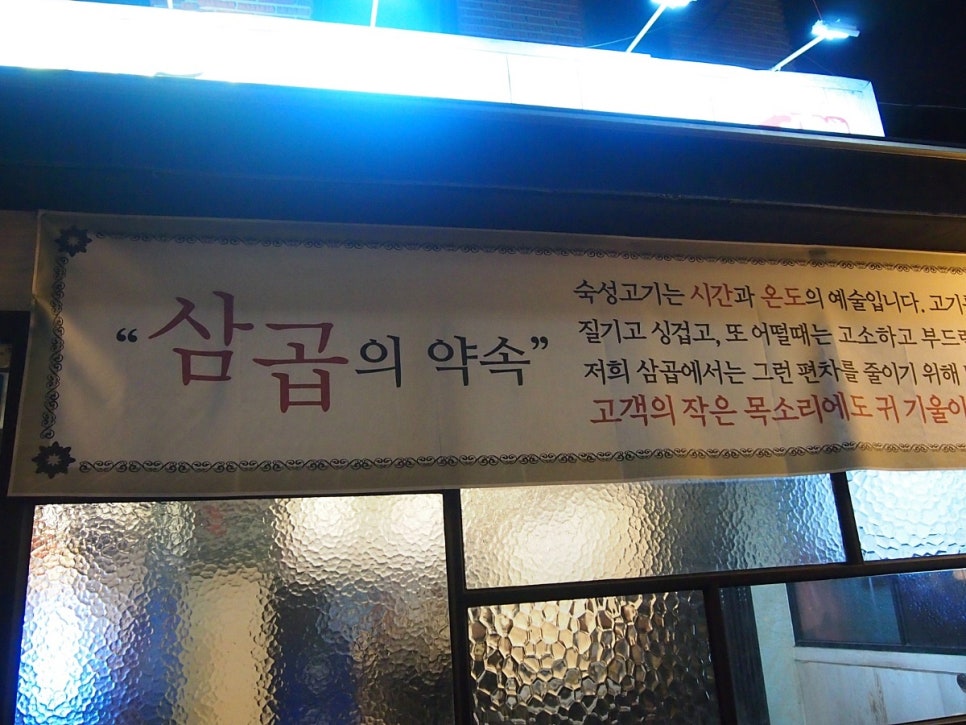 “삼곱의 약속”
숙성고기는 시간과 온도의 예술입니다. 고기
질기고 싱겁고, 또 어떨때는 고소하고 부드
저희 삼곱에서는 그런 편차를 줄이기 위해
고객의 작은 목소리에도 귀 기울이